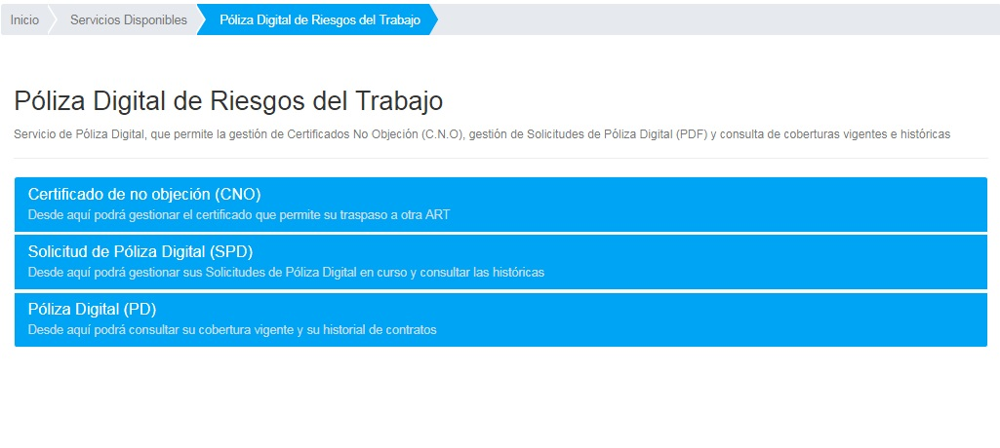 Inicio Servicios Disponibles Póliza Digital de Riesgos del Trabajo
Póliza Digital de Riesgos del Trabajo
Servicio de Póliza Digital, que permite la gestión de Certificados No Objeción (C.N.O), gestión de Solicitudes de Póliza Digital (PDF) y consulta de coberturas vigentes e históricas
Certificado de no objeción (CNO)
Desde aquí podrá gestionar el certificado que permite su traspaso a otra ART
Solicitud de Póliza Digital (SPD)
Desde aquí podrá gestionar sus Solicitudes de Póliza Digital en curso y consultar las históricas
Póliza Digital (PD)
Desde aquí podrá consultar su cobertura vigente y su historial de contratos